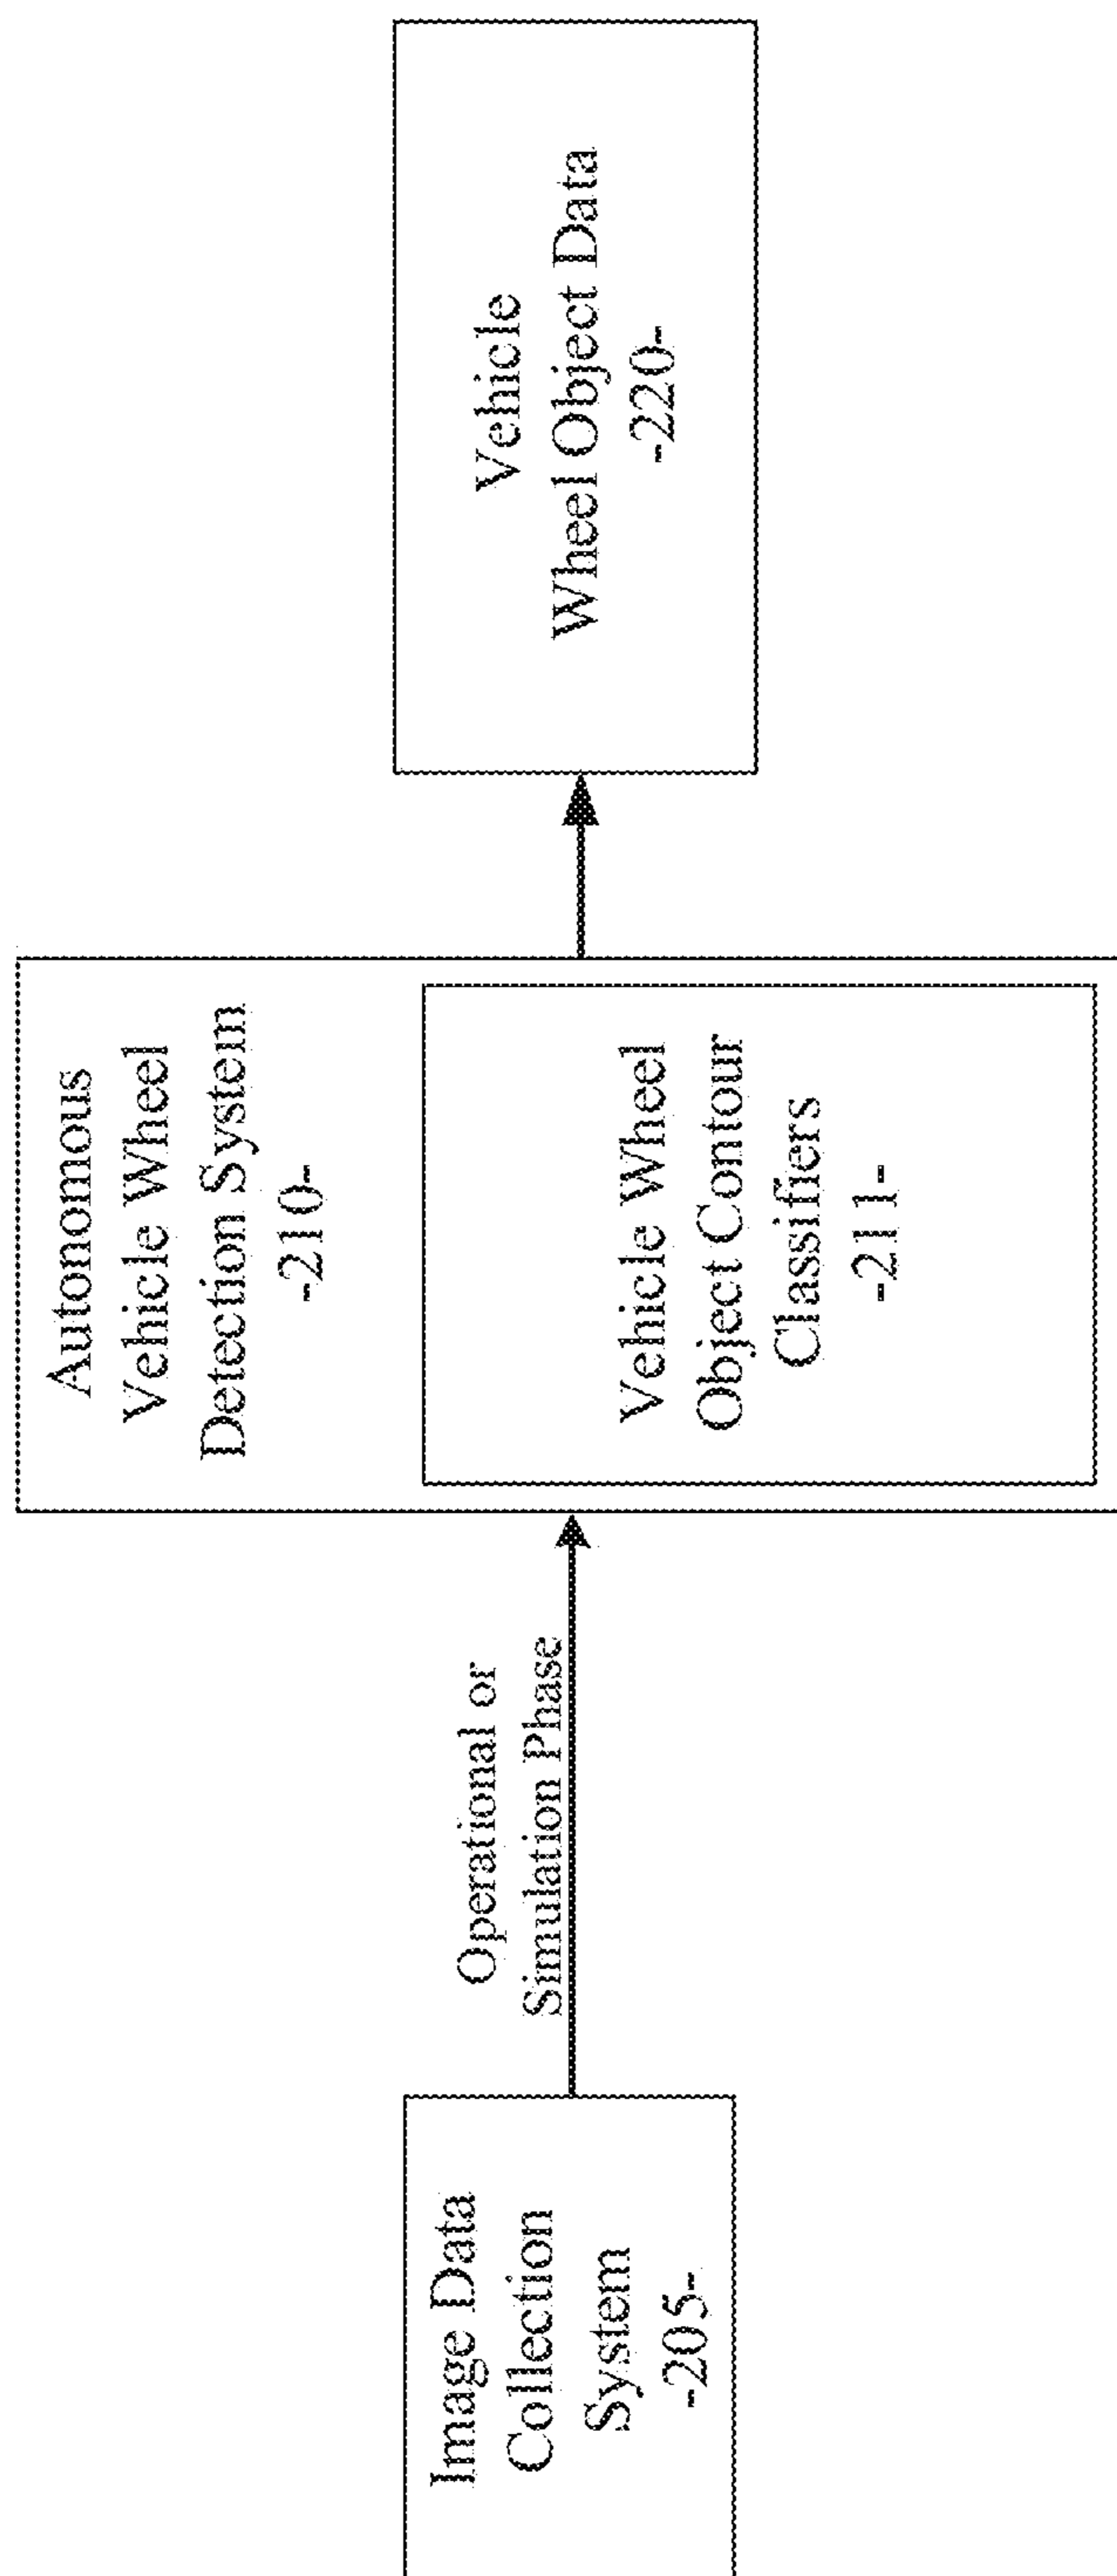 Image Data
Collection
System
-205-
Operational or
Simulation Phase
Autonomous
Vehicle Wheel
Detection System
-210-
Vehicle Wheel
Object Contour
Classifiers
-211-
Vehicle
Wheel Object Data
-220-